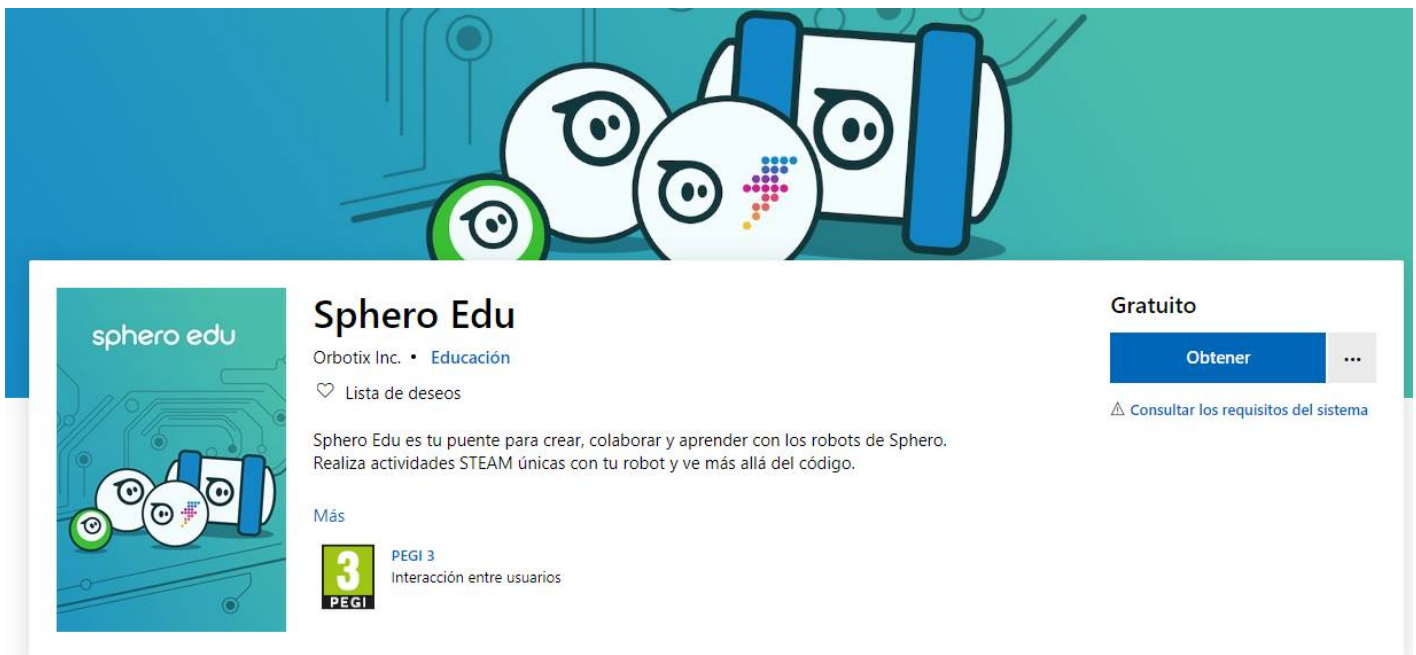 sphero edu
Sphero Edu
Orbotix Inc. • Educación
Lista de deseos
Sphero Edu es tu puente para crear, colaborar y aprender con los robots de Sphero.
Realiza actividades STEAM únicas con tu robot y ve más allá del código.
Más
3
PEGI
PEGI 3
Interacción entre usuarios
Gratuito
Obtener
...
Consultar los requisitos del sistema